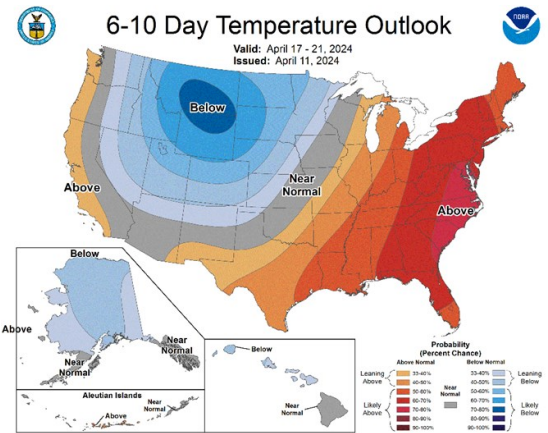 6-10 Day Temperature Outlook
Valid: April 17 - 21, 2024
Issued: April 11, 2024
NOAA
Below
Near
Normal
Above
Above
Below
Above
Near
Normal
Near
Normal
Aleutian Islands
Near
Normal
Above
Below
Near
Normal
Probability
(Percent Chance)
Above Normal
Below Normal
Leaning
Above
33-40%
40-50%
50-60%
Likely
Above
60-70%
70-80%
80-90%
90-100%
Near
Normal
33-40%
40-50%
Leaning
Below
50-60%
60-70%
70-80%
Likely
Below
80-90%
90-100%